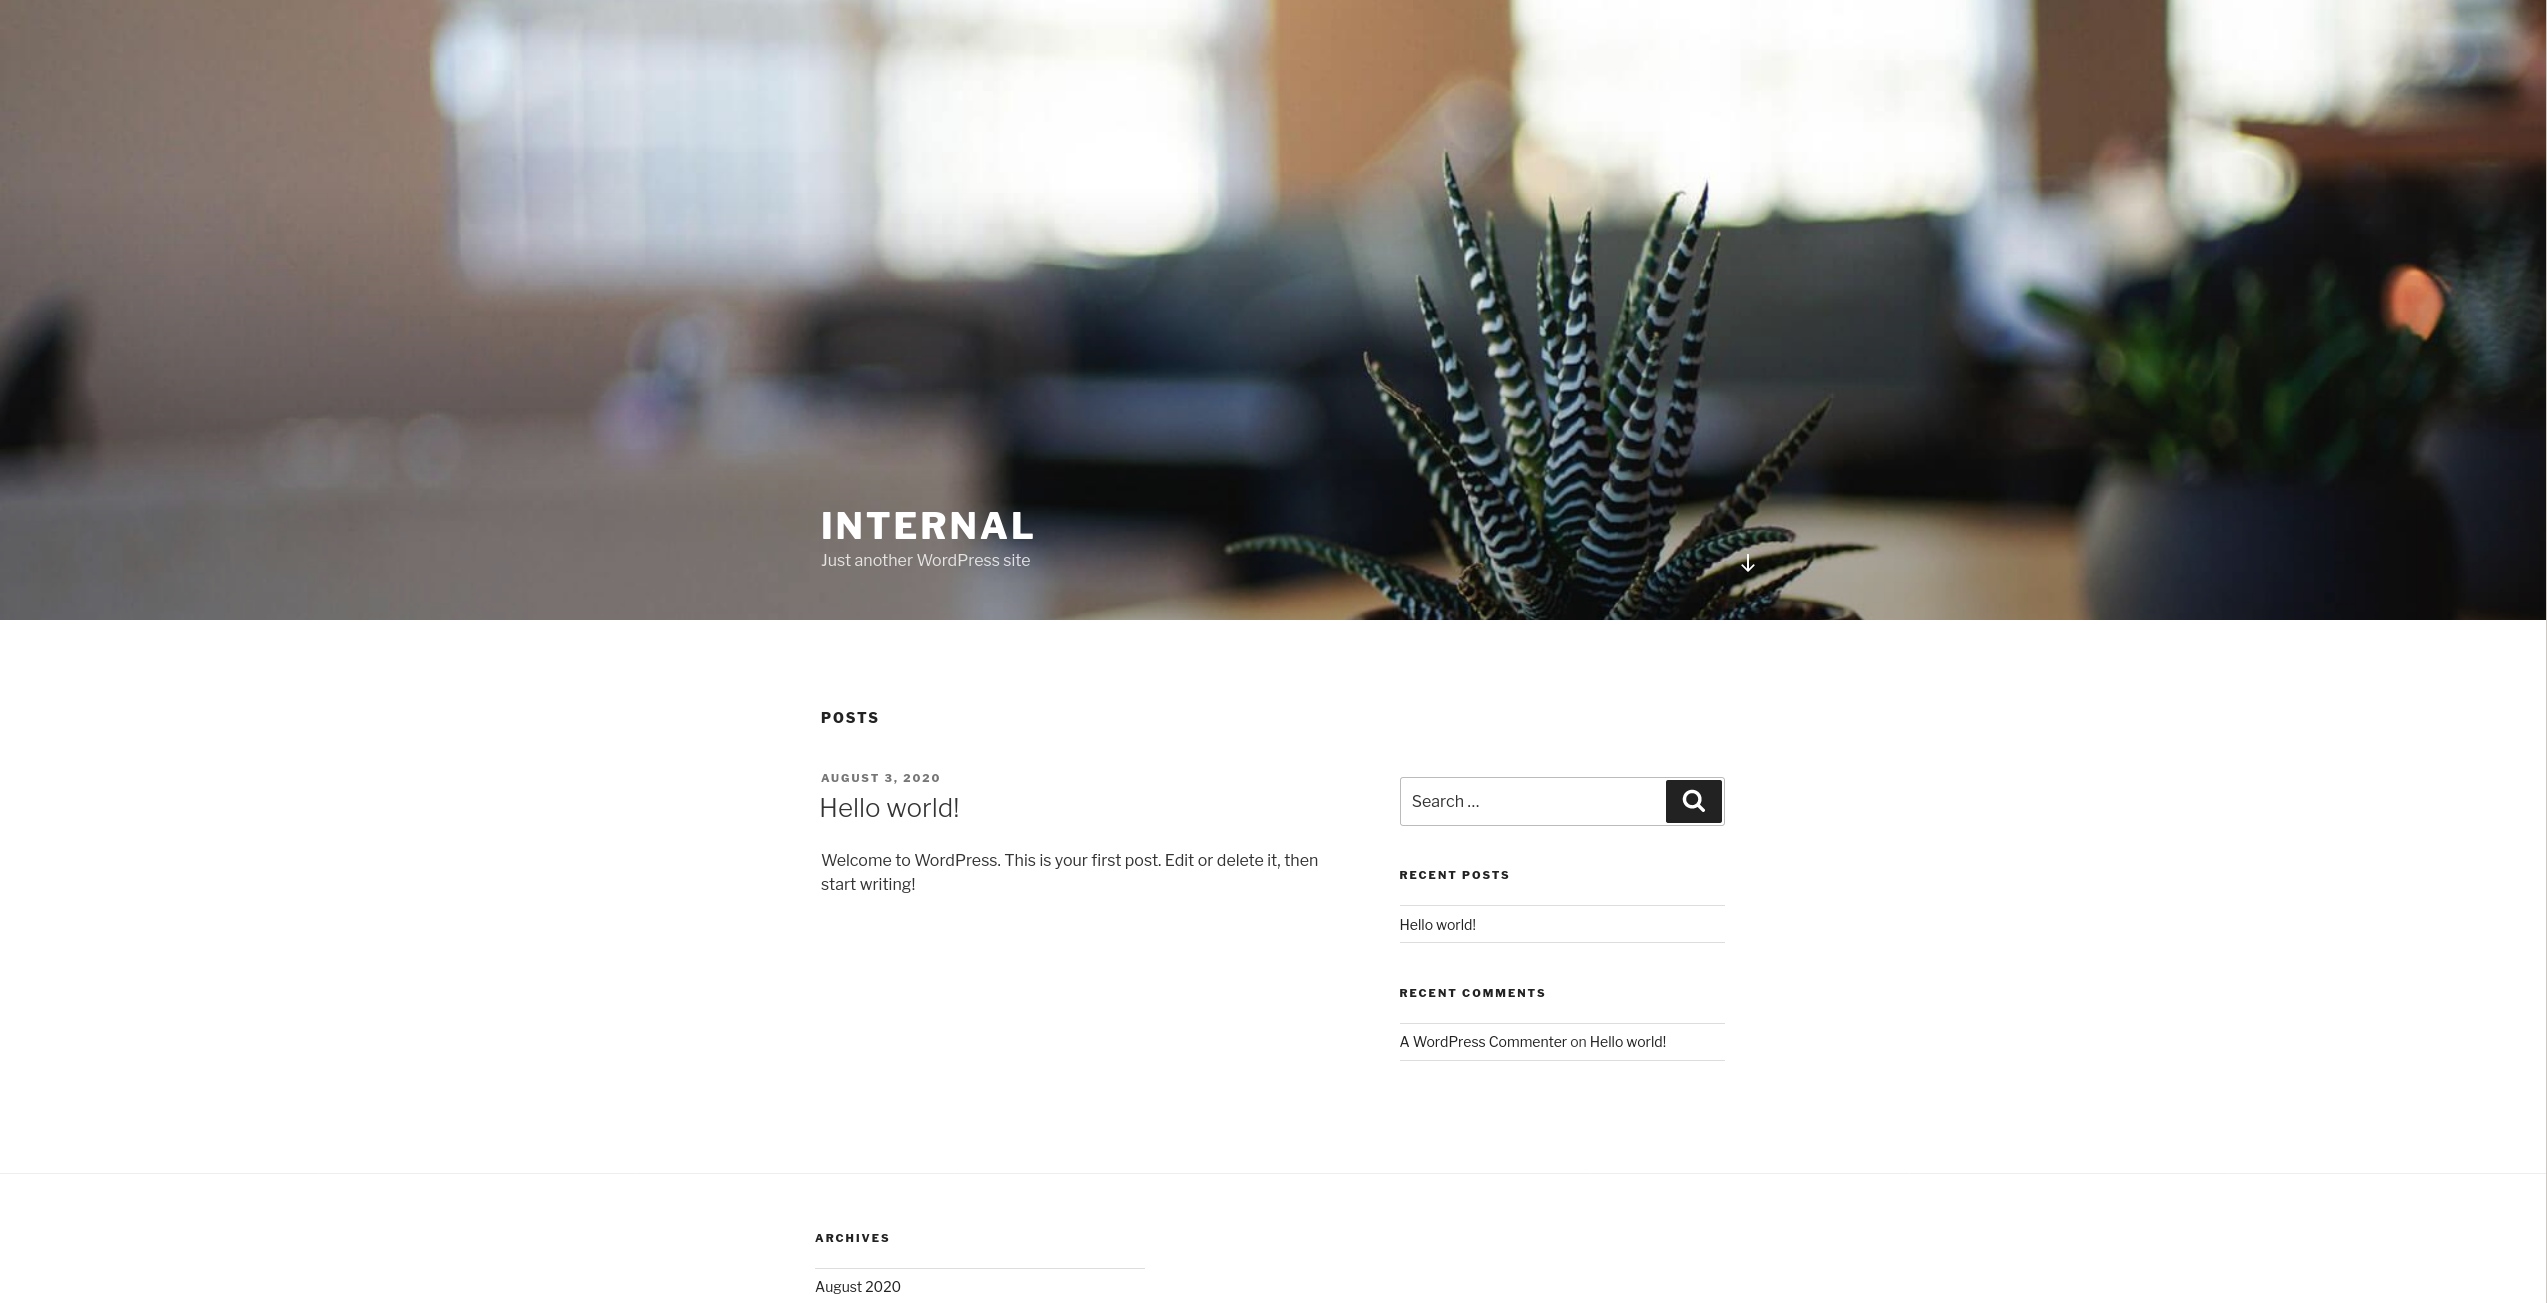 INTERNAL
Just another WordPress site
POSTS
AUGUST 3, 2020
Hello world!
Welcome to WordPress. This is your first post. Edit or delete it, then
start writing!
Search …
RECENT POSTS
Hello world!
RECENT COMMENTS
A WordPress Commenter on Hello world!
ARCHIVES
August 2020